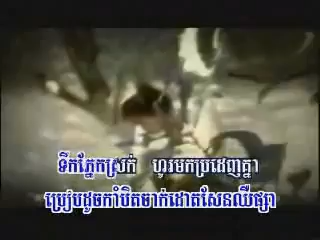 ទឹកភ្នែកស្រក់ ហូរមកប្រដេញគ្នា
ប្រៀបដូចកាំបិតចាក់ដោតសែនឈឺផ្សា